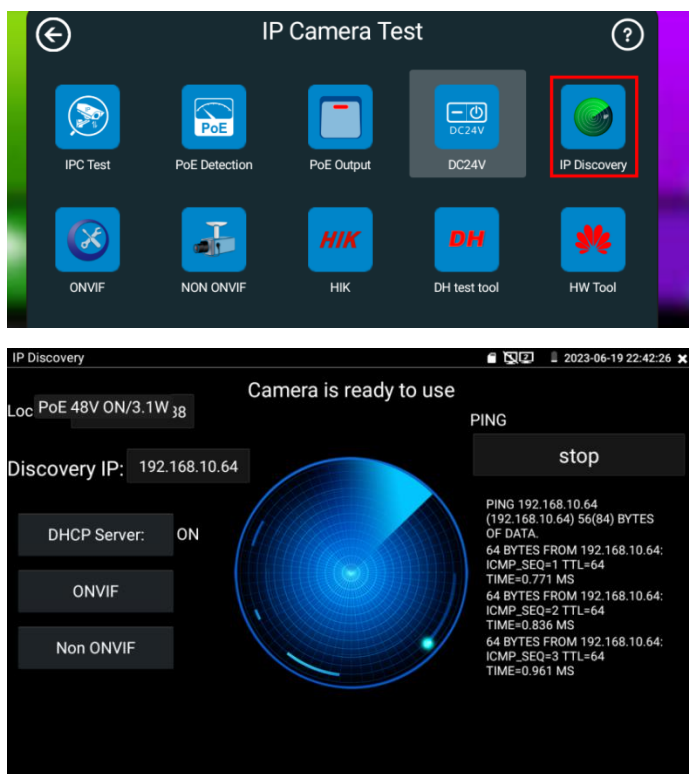 IP Camera Test
?
PoE
DC24V
IPC Test
PoE Detection
PoE Output
DC24V
IP Discovery
HIK
DH
ONVIF
NON ONVIF
HIK
DH test tool
HW Tool
IP Discovery
2
2023-06-19 22:42:26
Camera is ready to use
Loc
PoE 48V ON/3.1W
38
PING
stop
Discovery IP:
192.168.10.64
DHCP Server:
ON
ONVIF
Non ONVIF
PING 192.168.10.64
(192.168.10.64) 56(84) BYTES
OF DATA.
64 BYTES FROM 192.168.10.64:
ICMP_SEQ=1 TTL=64
TIME=0.771 MS
64 BYTES FROM 192.168.10.64:
ICMP_SEQ=2 TTL=64
TIME=0.836 MS
64 BYTES FROM 192.168.10.64:
ICMP_SEQ=3 TTL=64
TIME=0.961 MS